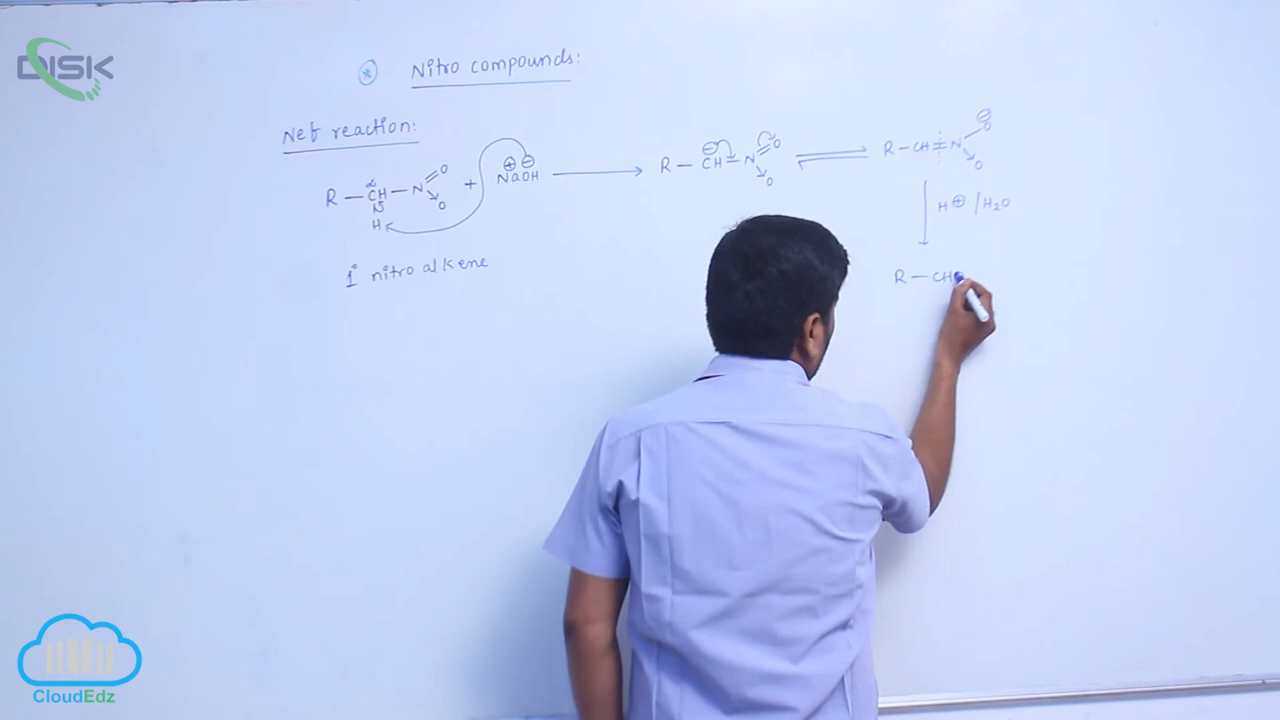 DISK
* Nitro compounds:
Nef reaction:
R — CH — N = O → O
α
H
+ NaOH
⊕ ⊖
R — CH = N = O → O
⊖
R — CH = N — O → O
⊖
H⊕ / H2O
1° nitro alkene
R — CH
CloudEdz